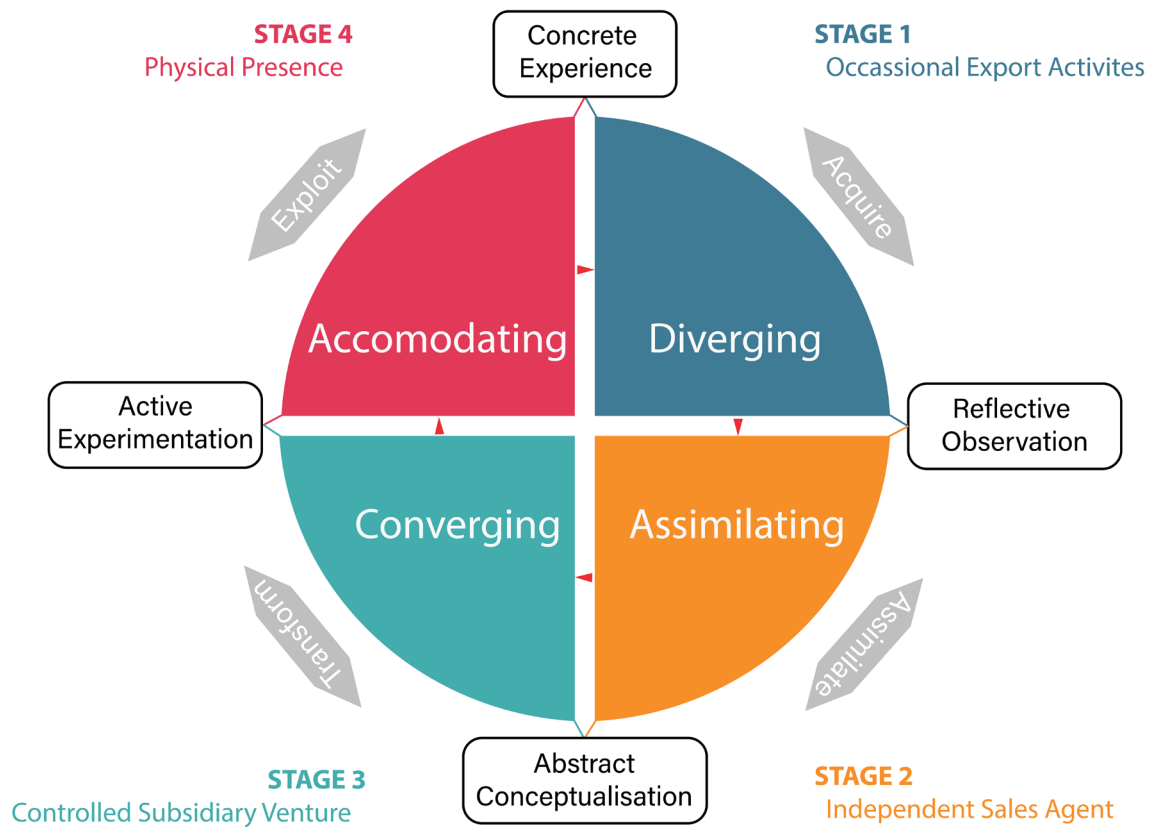 STAGE 4
Physical Presence
Concrete
Experience
STAGE 1
Occassional Export Activites
Exploit
Acquire
Accomodating
Diverging
Active
Experimentation
Reflective
Observation
Converging
Assimilating
Transform
Assimilate
STAGE 3
Controlled Subsidiary Venture
Abstract
Conceptualisation
STAGE 2
Independent Sales Agent